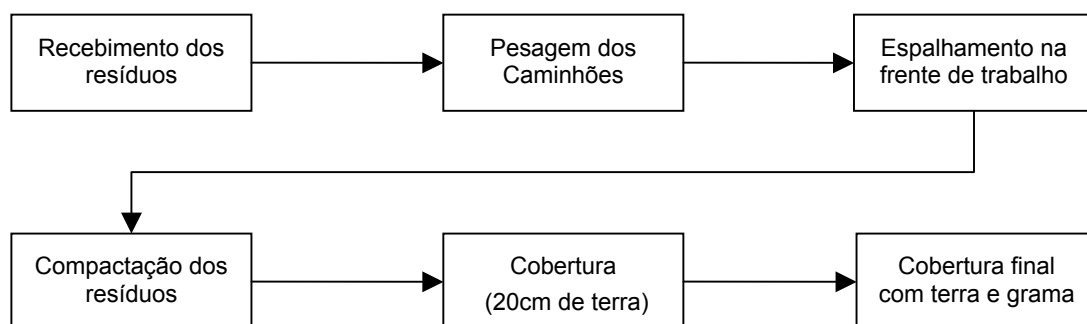 Recebimento dos
resíduos
Pesagem dos
Caminhões
Espalhamento na
frente de trabalho
Compactação dos
resíduos
Cobertura
(20cm de terra)
Cobertura final
com terra e grama